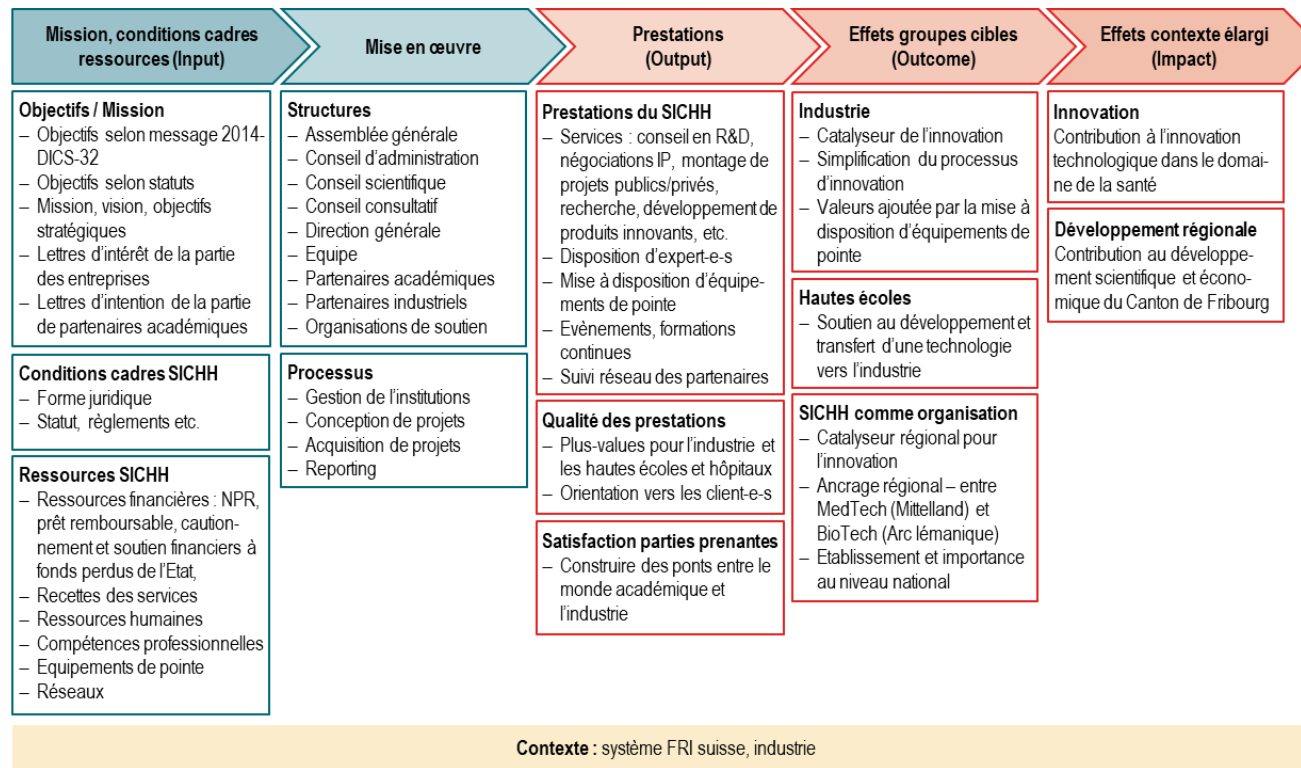 Mission, conditions cadres
ressources (Input)
Mise en œuvre
Prestations
(Output)
Effets groupes cibles
(Outcome)
Effets contexte élargi
(Impact)
Objectifs / Mission
– Objectifs selon message 2014-
DICS-32
– Objectifs selon statuts
– Mission, vision, objectifs
stratégiques
– Lettres d'intérêt de la partie
des entreprises
– Lettres d'intention de la partie
de partenaires académiques
Conditions cadres SICHH
– Forme juridique
– Statut, règlements etc.
Ressources SICHH
– Ressources financières : NPR,
prêt remboursable, caution-
nement et soutien financiers à
fonds perdus de l'Etat,
– Recettes des services
– Ressources humaines
– Compétences professionnelles
– Equipements de pointe
– Réseaux
Structures
– Assemblée générale
– Conseil d'administration
– Conseil scientifique
– Conseil consultatif
– Direction générale
– Equipe
– Partenaires académiques
– Partenaires industriels
– Organisations de soutien
Processus
– Gestion de l'institutions
– Conception de projets
– Acquisition de projets
– Reporting
Prestations du SICHH
– Services : conseil en R&D,
négociations IP, montage de
projets publics/privés,
recherche, développement de
produits innovants, etc.
– Disposition d'expert-e-s
– Mise à disposition d'équipe-
ments de pointe
– Evènements, formations
continues
– Suivi réseau des partenaires
Qualité des prestations
– Plus-values pour l'industrie et
les hautes écoles et hôpitaux
– Orientation vers les client-e-s
Satisfaction parties prenantes
– Construire des ponts entre le
monde académique et
l'industrie
Industrie
– Catalyseur de l'innovation
– Simplification du processus
d'innovation
– Valeurs ajoutée par la mise à
disposition d'équipements de
pointe
Hautes écoles
– Soutien au développement et
transfert d'une technologie
vers l'industrie
SICHH comme organisation
– Catalyseur régional pour
l'innovation
– Ancrage régional – entre
MedTech (Mittelland) et
BioTech (Arc lémanique)
– Etablissement et importance
au niveau national
Innovation
Contribution à l'innovation
technologique dans le domai-
ne de la santé
Développement régionale
Contribution au développe-
ment scientifique et écono-
mique du Canton de Fribourg
Contexte : système FRI suisse, industrie